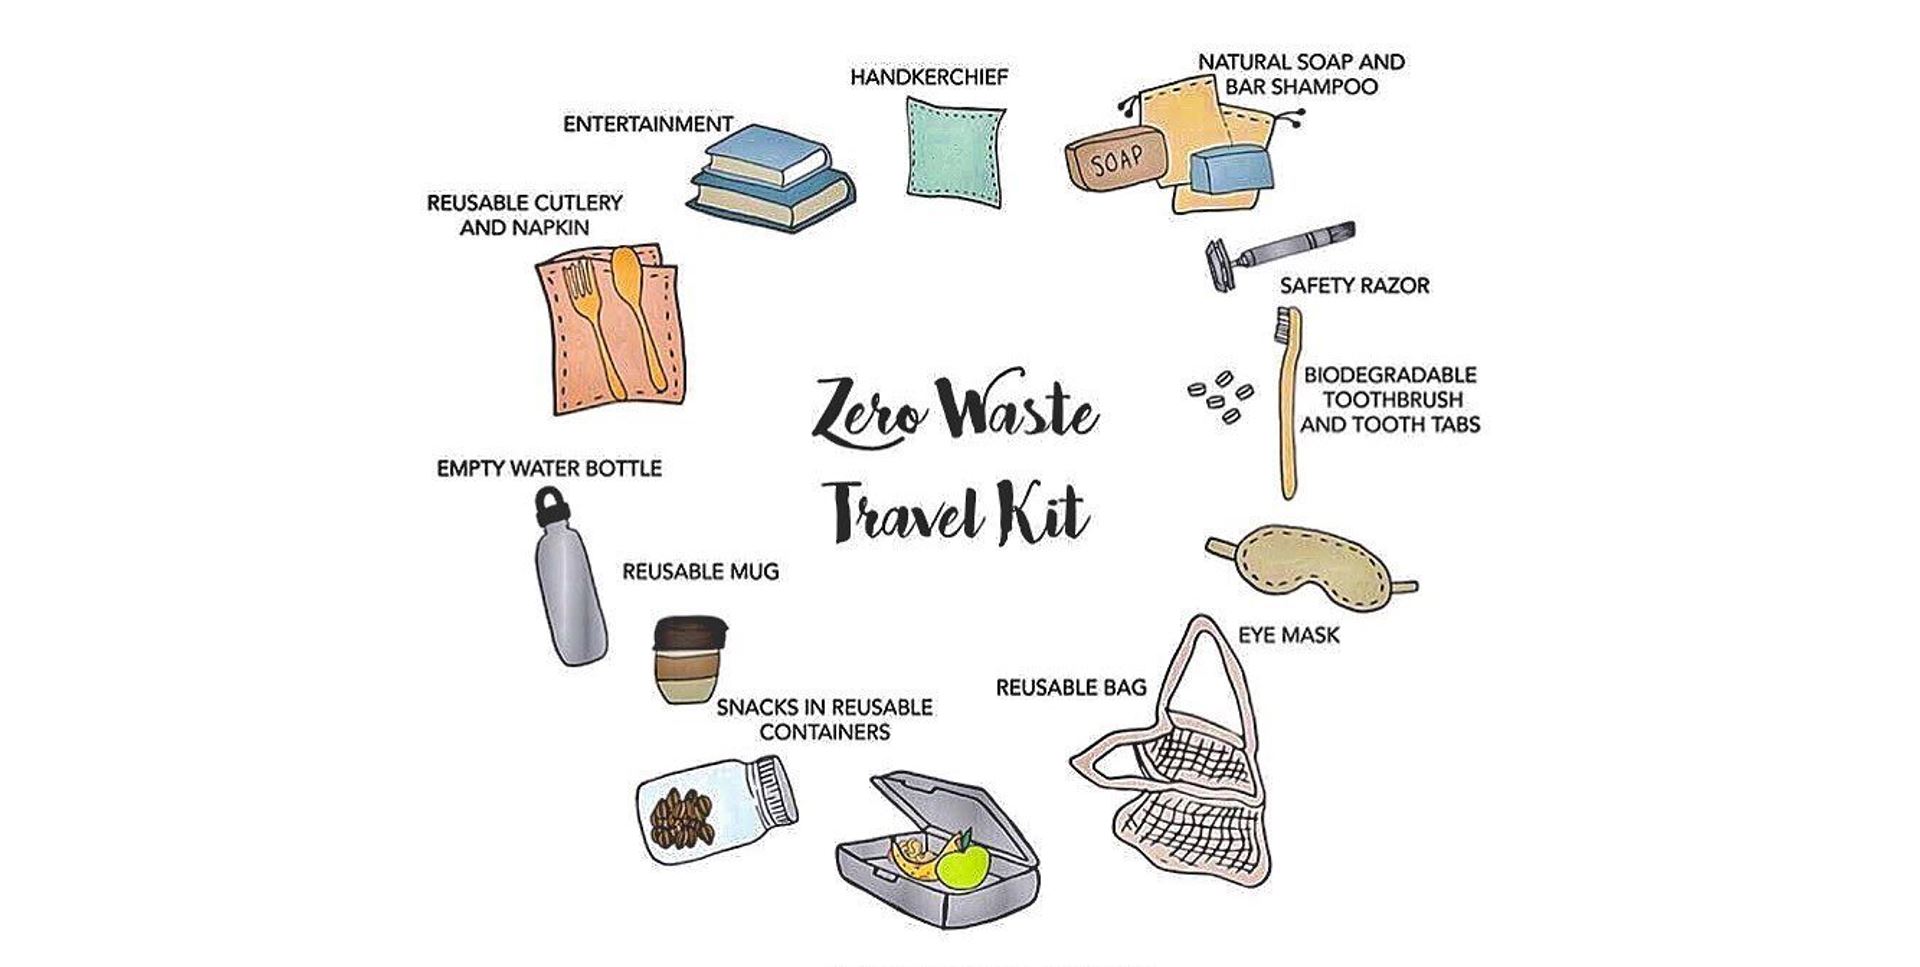 HANDKERCHIEF
NATURAL SOAP AND
BAR SHAMPOO
SOAP
ENTERTAINMENT
REUSABLE CUTLERY
AND NAPKIN
SAFETY RAZOR
BIODEGRADABLE
TOOTHBRUSH
AND TOOTH TABS
Zero Waste
Travel Kit
EMPTY WATER BOTTLE
REUSABLE MUG
EYE MASK
REUSABLE BAG
SNACKS IN REUSABLE
CONTAINERS